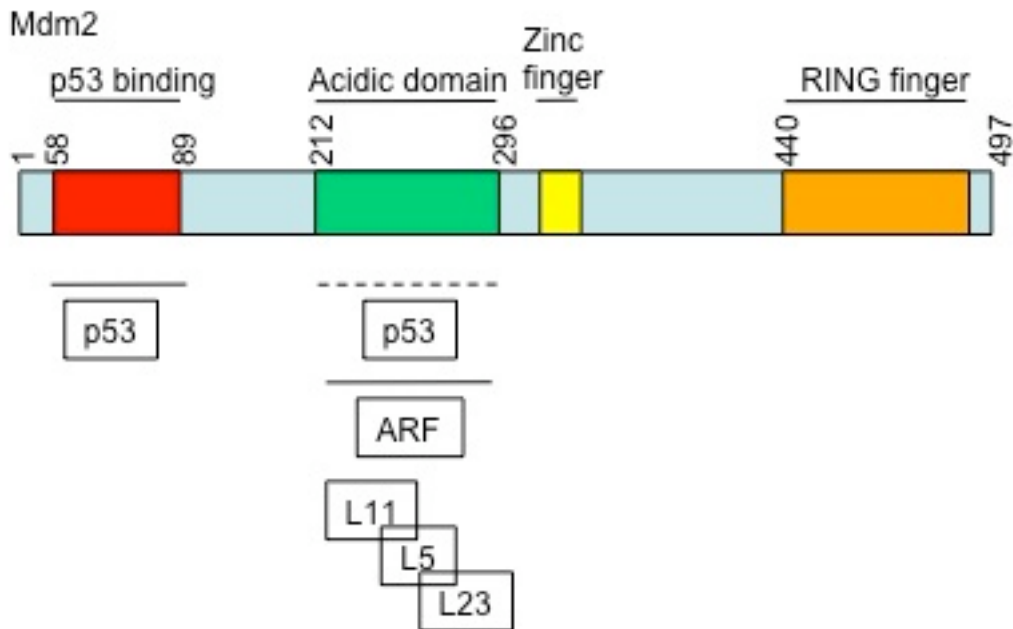 Mdm2
p53 binding
Acidic domain
Zinc
finger
RING finger
1
58
89
212
296
440
497
p53
p53
ARF
L11
L5
L23